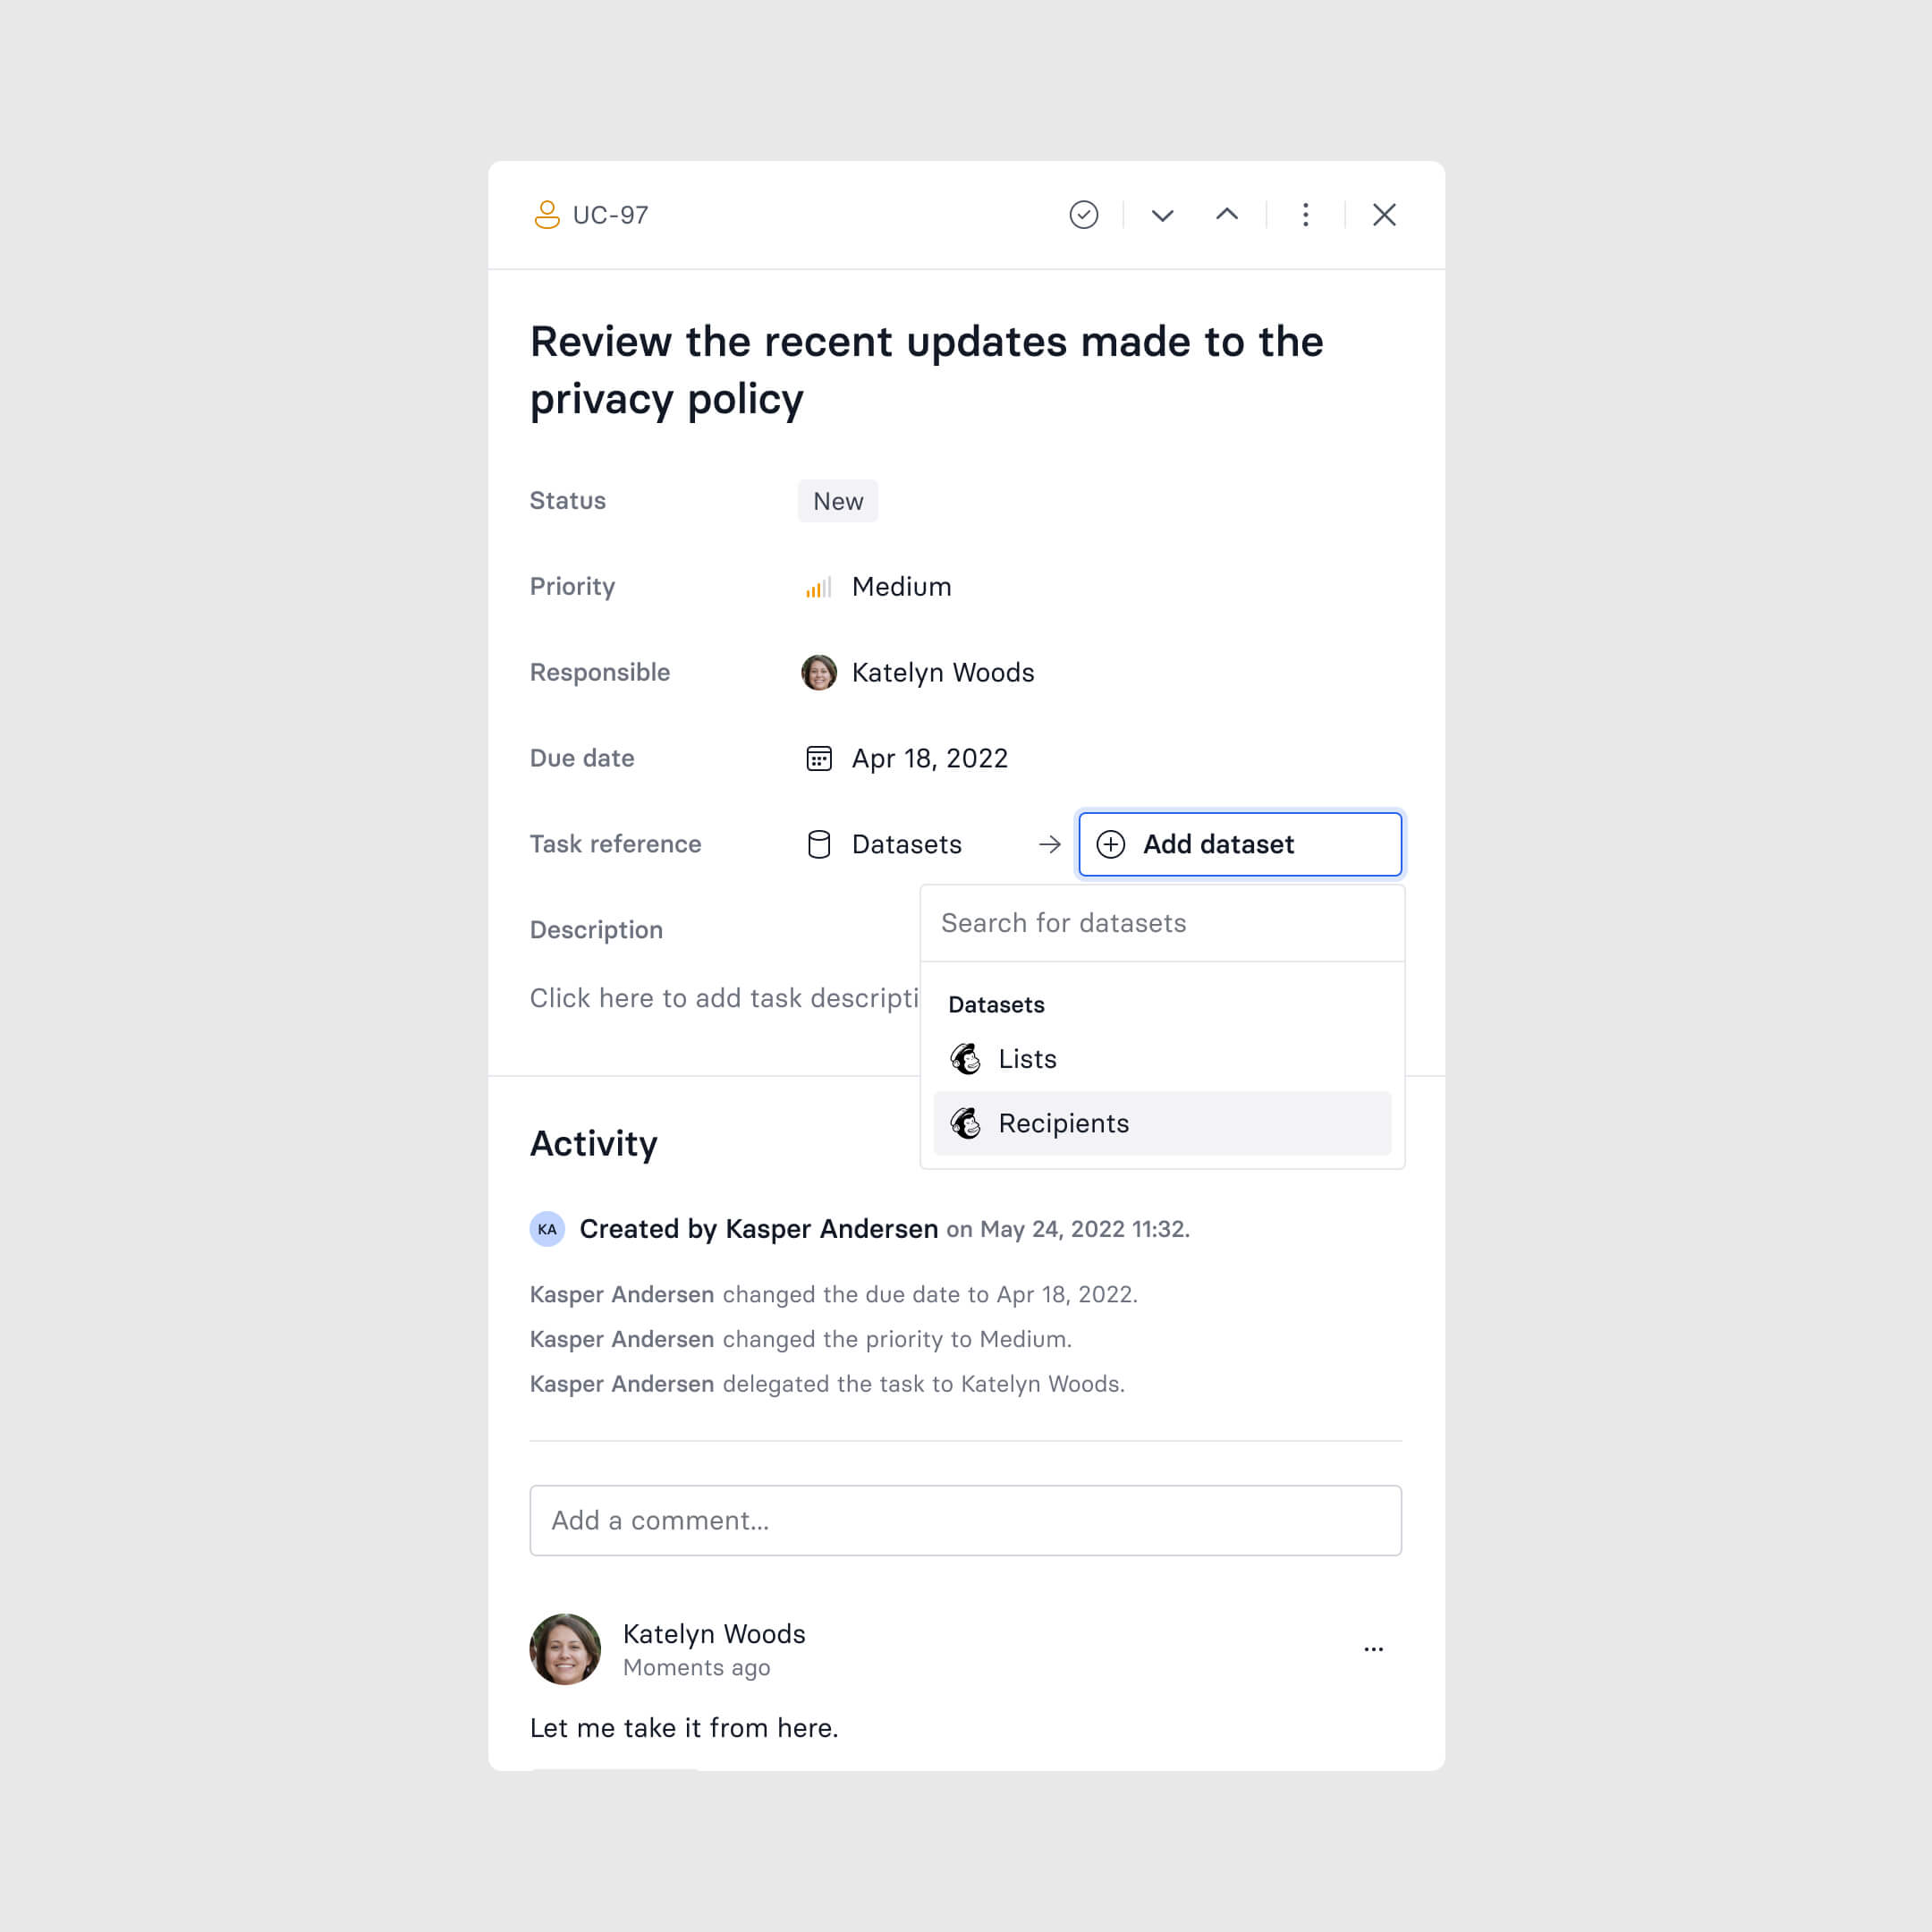 UC-97
Review the recent updates made to the
privacy policy
Status
New
Priority
Medium
Responsible
Katelyn Woods
Due date
Apr 18, 2022
Task reference
Datasets
Add dataset
Search for datasets
Description
Click here to add task descripti
Datasets
Lists
Recipients
Activity
KA
Created by Kasper Andersen on May 24, 2022 11:32.
Kasper Andersen changed the due date to Apr 18, 2022.
Kasper Andersen changed the priority to Medium.
Kasper Andersen delegated the task to Katelyn Woods.
Add a comment...
Katelyn Woods
Moments ago
Let me take it from here.